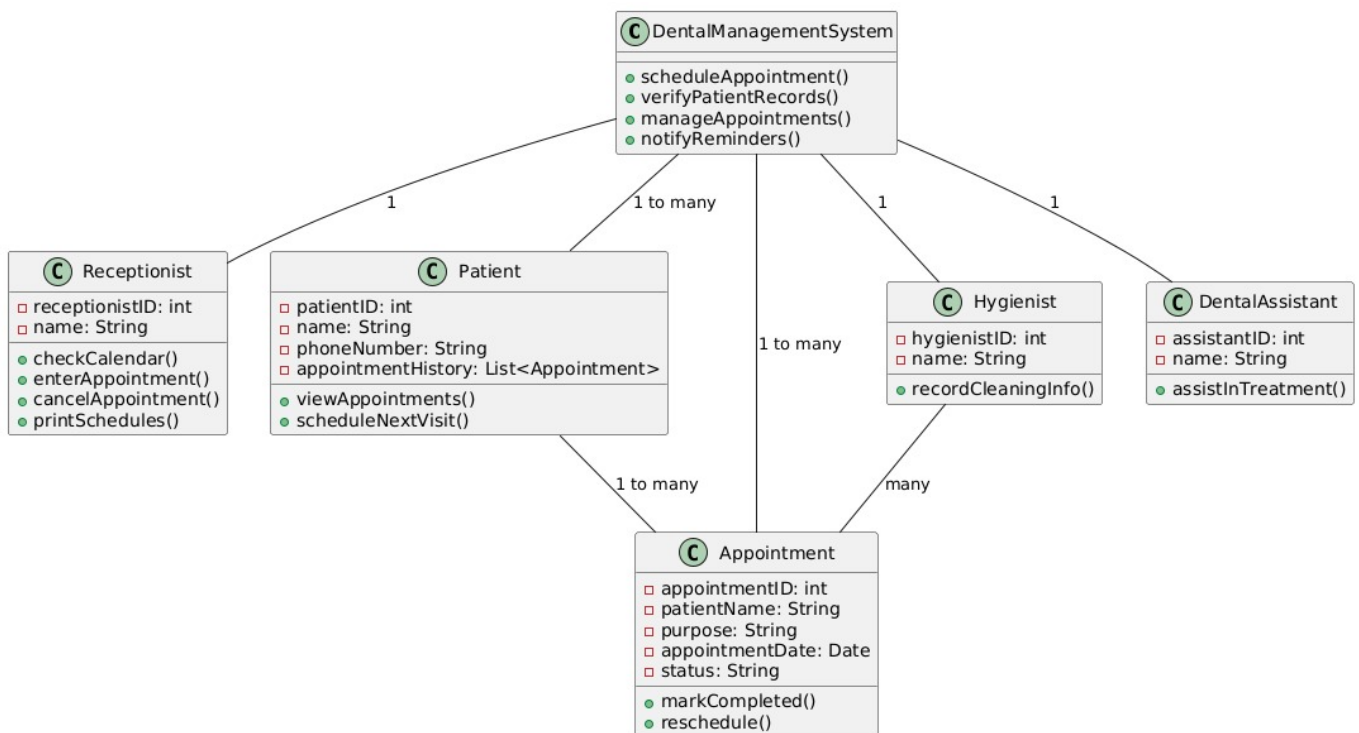 C DentalManagementSystem
scheduleAppointment()
verifyPatientRecords()
manageAppointments()
notifyReminders()
1
1 to many
1
1
C Receptionist
receptionistID: int
name: String
checkCalendar()
enterAppointment()
cancelAppointment()
printSchedules()
C Patient
patientID: int
name: String
phoneNumber: String
appointmentHistory: List<Appointment>
viewAppointments()
scheduleNextVisit()
1 to many
C Hygienist
hygienistID: int
name: String
recordCleaningInfo()
C DentalAssistant
assistantID: int
name: String
assistInTreatment()
1 to many
many
C Appointment
appointmentID: int
patientName: String
purpose: String
appointmentDate: Date
status: String
markCompleted()
reschedule()